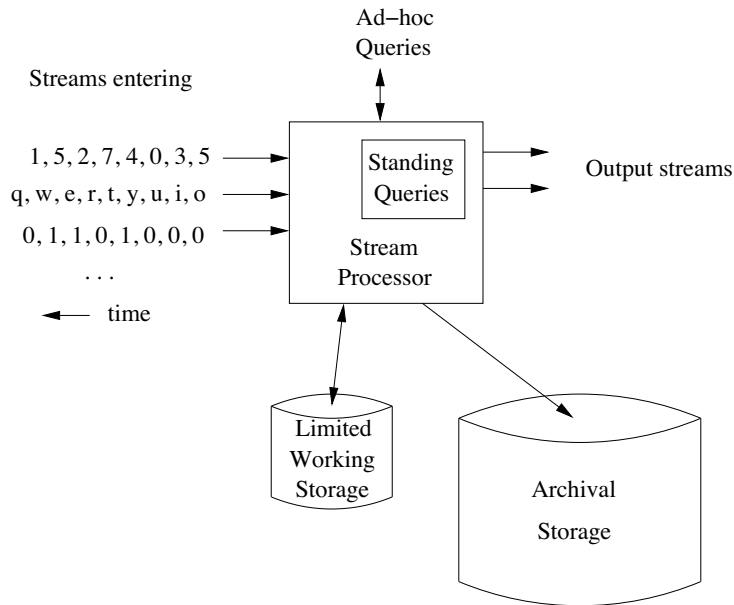 Ad−hoc
Queries
Streams entering
1, 5, 2, 7, 4, 0, 3, 5
q, w, e, r, t, y, u, i, o
0, 1, 1, 0, 1, 0, 0, 0
. . .
time
Standing
Queries
Stream
Processor
Output streams
Limited
Working
Storage
Archival
Storage